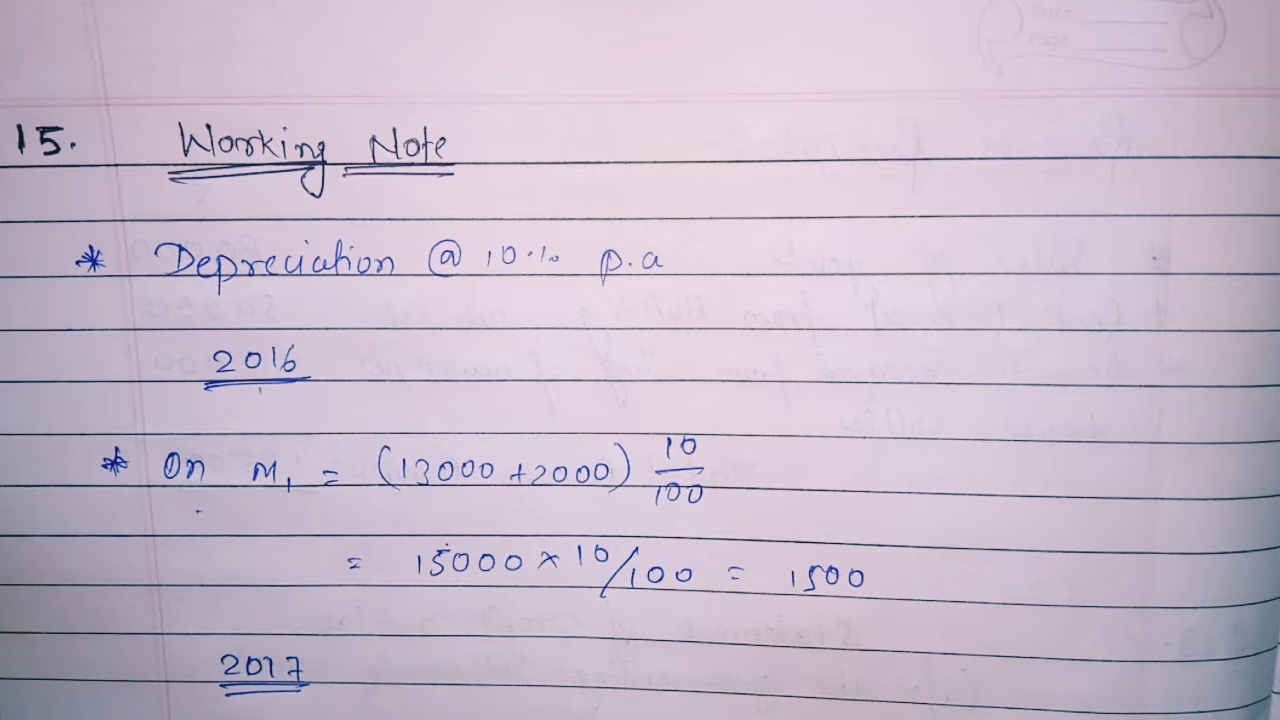 15. Working Note
* Depreciation @ 10% p.a
2016
* On M₁ = (13000 + 2000) 10/100
= 15000 × 10/100 = 1500
2017